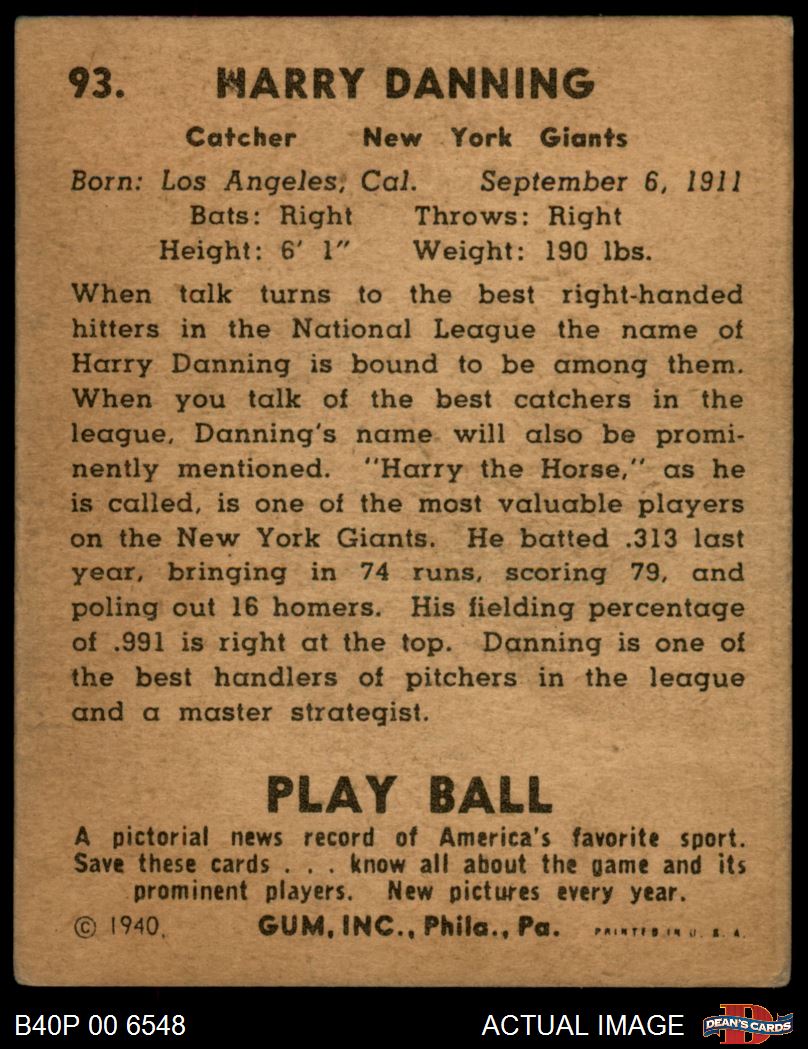 93. HARRY DANNING
Catcher New York Giants
Born: Los Angeles, Cal. September 6, 1911
Bats: Right Throws: Right
Height: 6' 1" Weight: 190 lbs.
When talk turns to the best right-handed
hitters in the National League the name of
Harry Danning is bound to be among them.
When you talk of the best catchers in the
league, Danning's name will also be promi-
nently mentioned. "Harry the Horse," as he
is called, is one of the most valuable players
on the New York Giants. He batted .313 last
year, bringing in 74 runs, scoring 79, and
poling out 16 homers. His fielding percentage
of .991 is right at the top. Danning is one of
the best handlers of pitchers in the league
and a master strategist.
PLAY BALL
A pictorial news record of America's favorite sport.
Save these cards . . . know all about the game and its
prominent players. New pictures every year.
© 1940. GUM, INC., Phila., Pa. PRINTED IN U. S. A.
B40P 00 6548 ACTUAL IMAGE D DEAN'S CARDS